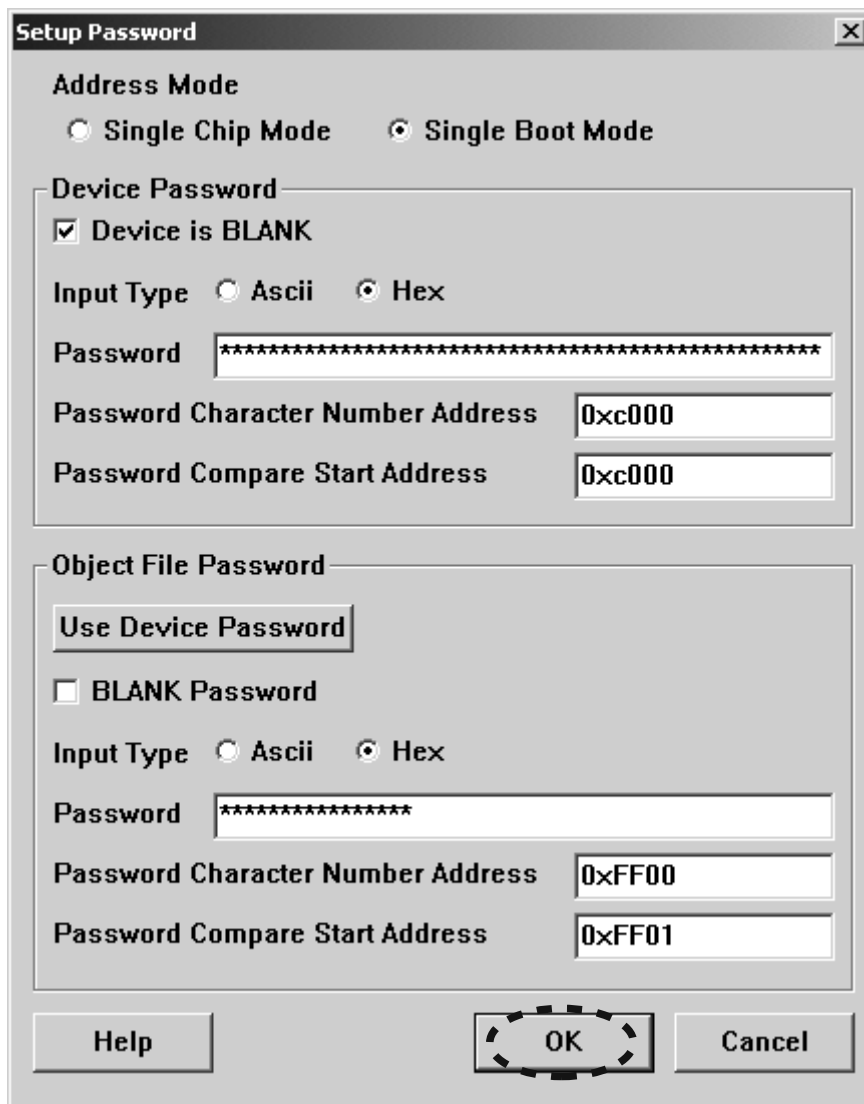 Setup Password
Address Mode
Single Chip Mode Single Boot Mode
Device Password
Device is BLANK
Input Type Ascii Hex
Password **************************************************
Password Character Number Address 0xc000
Password Compare Start Address 0xc000
Object File Password
Use Device Password
BLANK Password
Input Type Ascii Hex
Password ****************
Password Character Number Address 0xFF00
Password Compare Start Address 0xFF01
Help OK Cancel